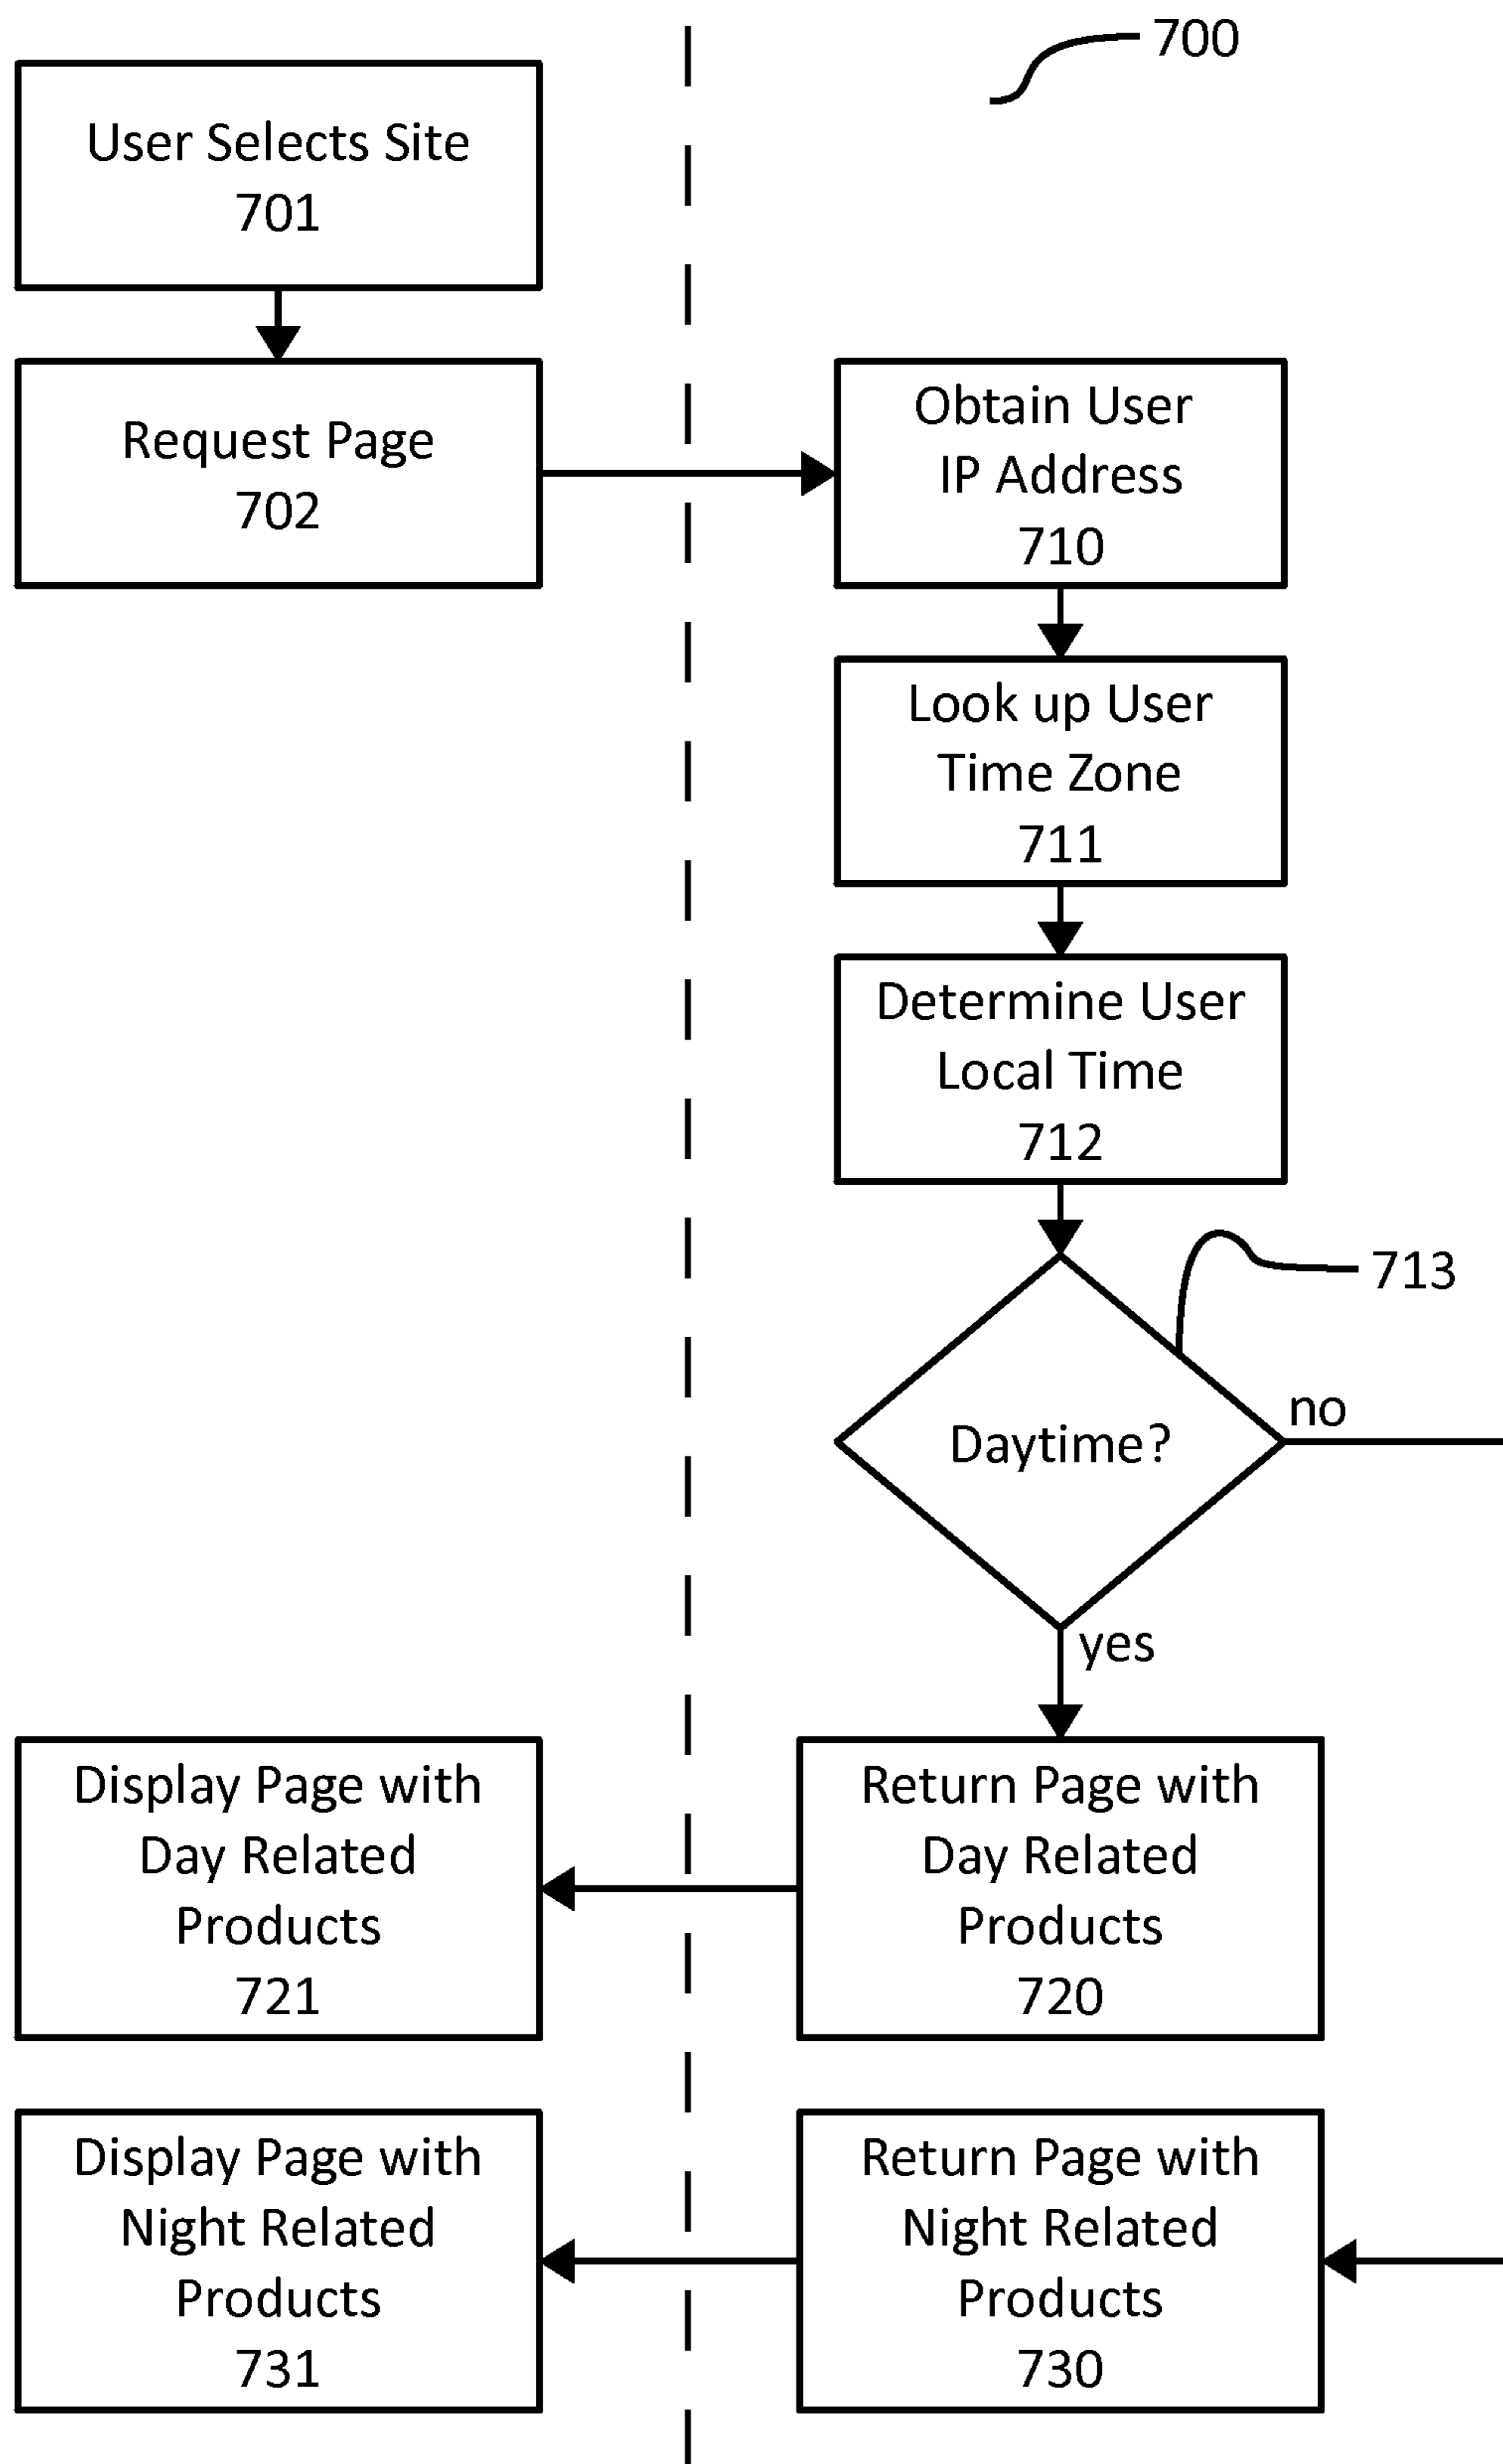 700
User Selects Site
701
Request Page
702
Obtain User
IP Address
710
Look up User
Time Zone
711
Determine User
Local Time
712
713
Daytime?
no
yes
Display Page with
Day Related
Products
721
Return Page with
Day Related
Products
720
Display Page with
Night Related
Products
731
Return Page with
Night Related
Products
730